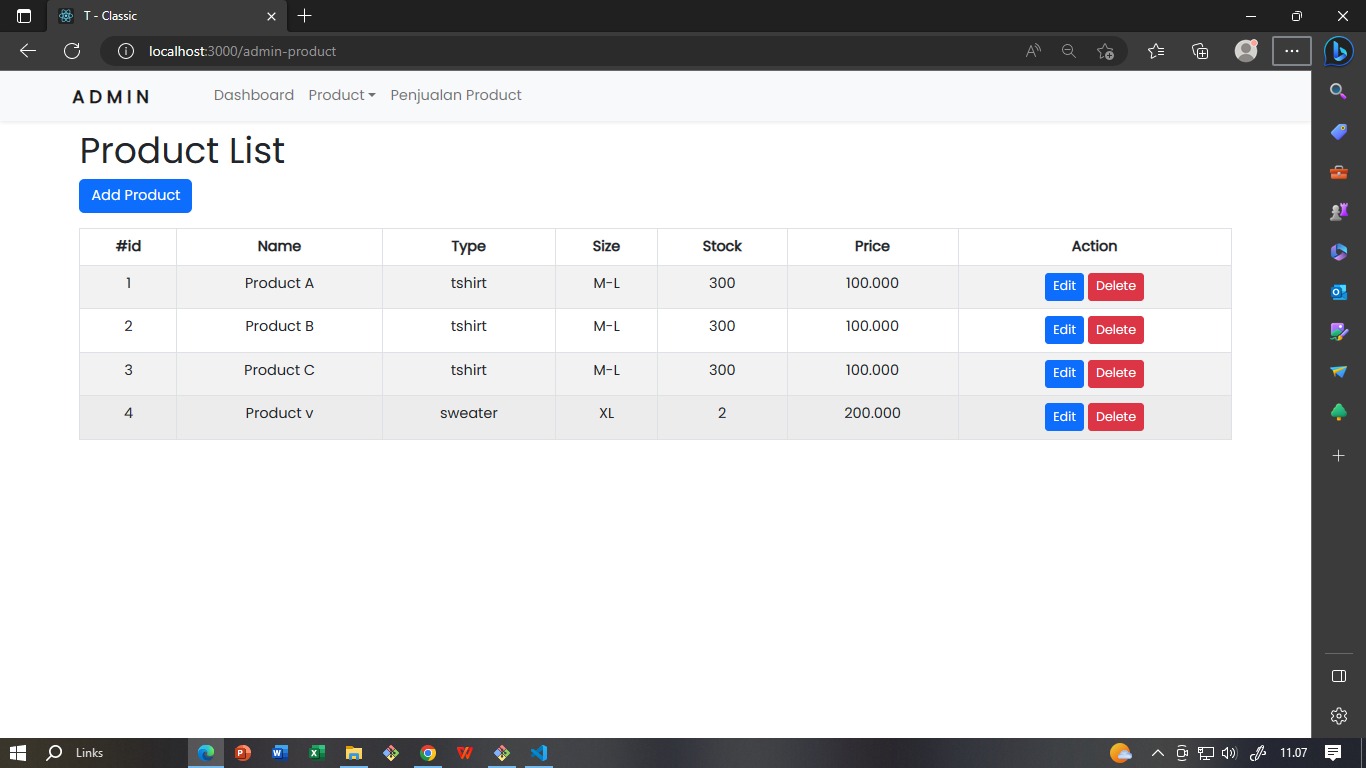 T - Classic
localhost:3000/admin-product
ADMIN Dashboard Product Penjualan Product
Product List
Add Product
#id Name Type Size Stock Price Action
1 Product A tshirt M-L 300 100.000 Edit Delete
2 Product B tshirt M-L 300 100.000 Edit Delete
3 Product C tshirt M-L 300 100.000 Edit Delete
4 Product v sweater XL 2 200.000 Edit Delete
Links 11.07